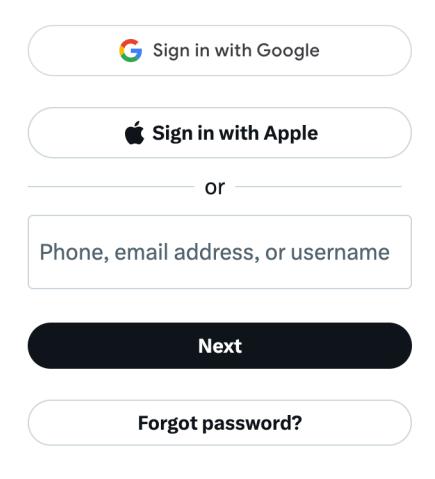 Sign in with Google
Sign in with Apple
or
Phone, email address, or username
Next
Forgot password?